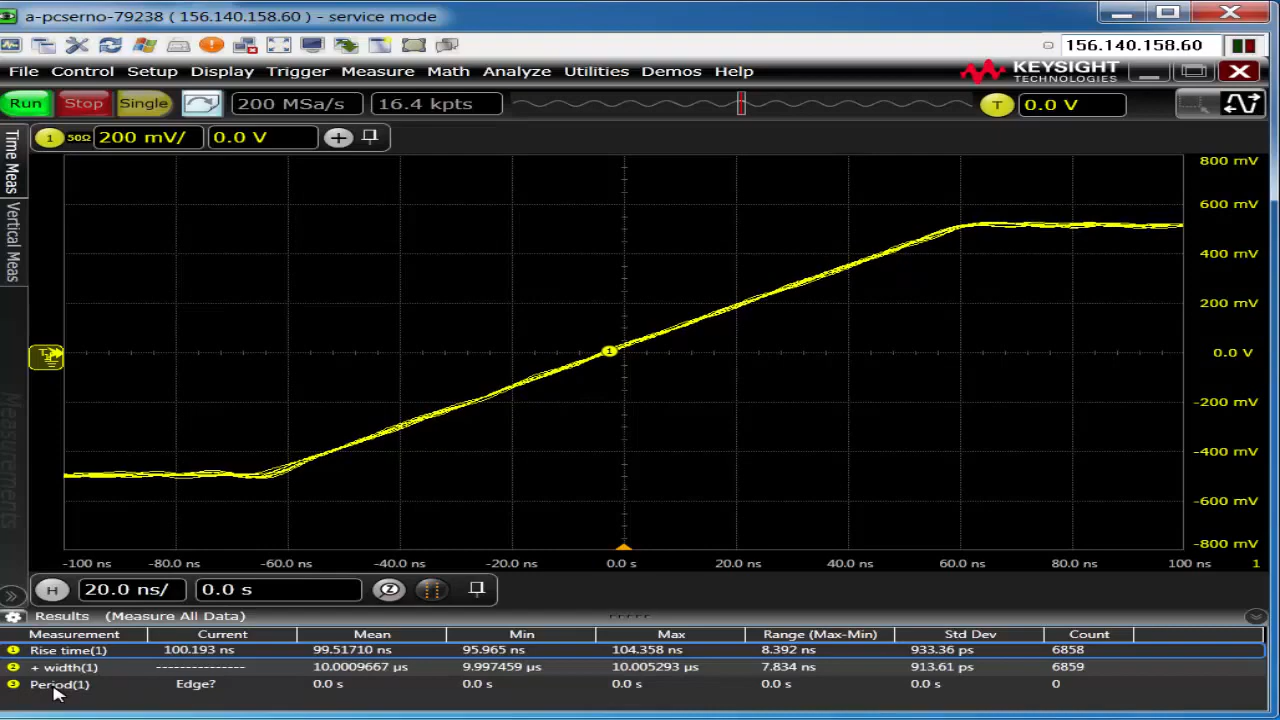 a-pcserno-79238 ( 156.140.158.60 ) - service mode
156.140.158.60
File Control Setup Display Trigger Measure Math Analyze Utilities Demos Help
KEYSIGHT
TECHNOLOGIES
Run Stop Single 200 MSa/s 16.4 kpts T 0.0 V
1 50Ω 200 mV/ 0.0 V
Time Meas
Vertical Meas
Measurements
800 mV
600 mV
400 mV
200 mV
0.0 V
-200 mV
-400 mV
-600 mV
-800 mV
1
-100 ns -80.0 ns -60.0 ns -40.0 ns -20.0 ns 0.0 s 20.0 ns 40.0 ns 60.0 ns 80.0 ns 100 ns 1
H 20.0 ns/ 0.0 s Z
Results (Measure All Data)
Measurement Current Mean Min Max Range (Max-Min) Std Dev Count
1 Rise time(1) 100.193 ns 99.51710 ns 95.965 ns 104.358 ns 8.392 ns 933.36 ps 6858
2 + width(1) --------------- 10.0009667 µs 9.997459 µs 10.005293 µs 7.834 ns 913.61 ps 6859
3 Period(1) Edge? 0.0 s 0.0 s 0.0 s 0.0 s 0.0 s 0